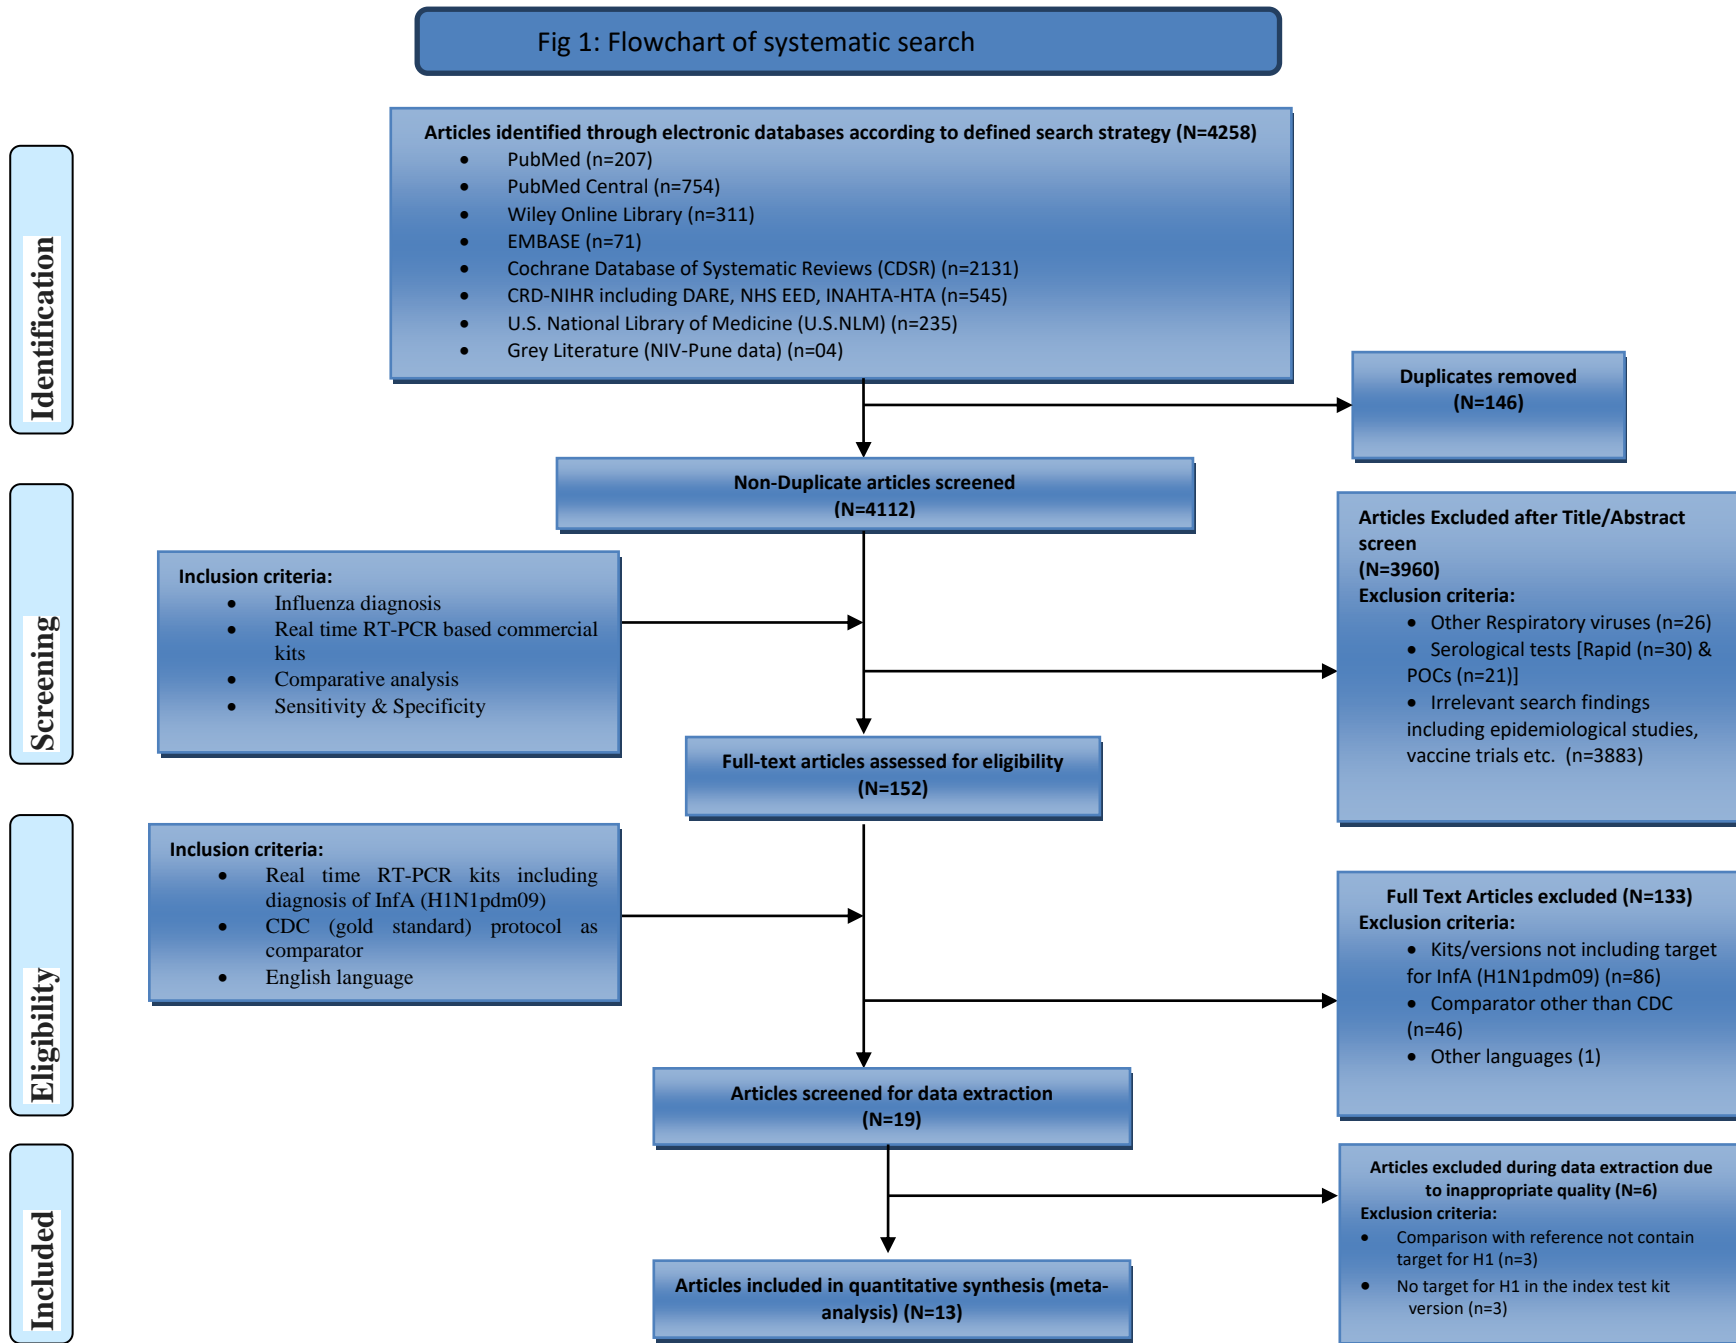 Fig 1: Flowchart of systematic search
Identification
Articles identified through electronic databases according to defined search strategy (N=4258)
• PubMed (n=207)
• PubMed Central (n=754)
• Wiley Online Library (n=311)
• EMBASE (n=71)
• Cochrane Database of Systematic Reviews (CDSR) (n=2131)
• CRD-NIHR including DARE, NHS EED, INAHTA-HTA (n=545)
• U.S. National Library of Medicine (U.S.NLM) (n=235)
• Grey Literature (NIV-Pune data) (n=04)
Duplicates removed
(N=146)
Screening
Non-Duplicate articles screened
(N=4112)
Inclusion criteria:
• Influenza diagnosis
• Real time RT-PCR based commercial
kits
• Comparative analysis
• Sensitivity & Specificity
Articles Excluded after Title/Abstract
screen
(N=3960)
Exclusion criteria:
• Other Respiratory viruses (n=26)
• Serological tests [Rapid (n=30) &
POCs (n=21)]
• Irrelevant search findings
including epidemiological studies,
vaccine trials etc. (n=3883)
Full-text articles assessed for eligibility
(N=152)
Eligibility
Inclusion criteria:
• Real time RT-PCR kits including
diagnosis of InfA (H1N1pdm09)
• CDC (gold standard) protocol as
comparator
• English language
Full Text Articles excluded (N=133)
Exclusion criteria:
• Kits/versions not including target
for InfA (H1N1pdm09) (n=86)
• Comparator other than CDC
(n=46)
• Other languages (1)
Articles screened for data extraction
(N=19)
Included
Articles excluded during data extraction due
to inappropriate quality (N=6)
Exclusion criteria:
• Comparison with reference not contain
target for H1 (n=3)
• No target for H1 in the index test kit
version (n=3)
Articles included in quantitative synthesis (meta-
analysis) (N=13)